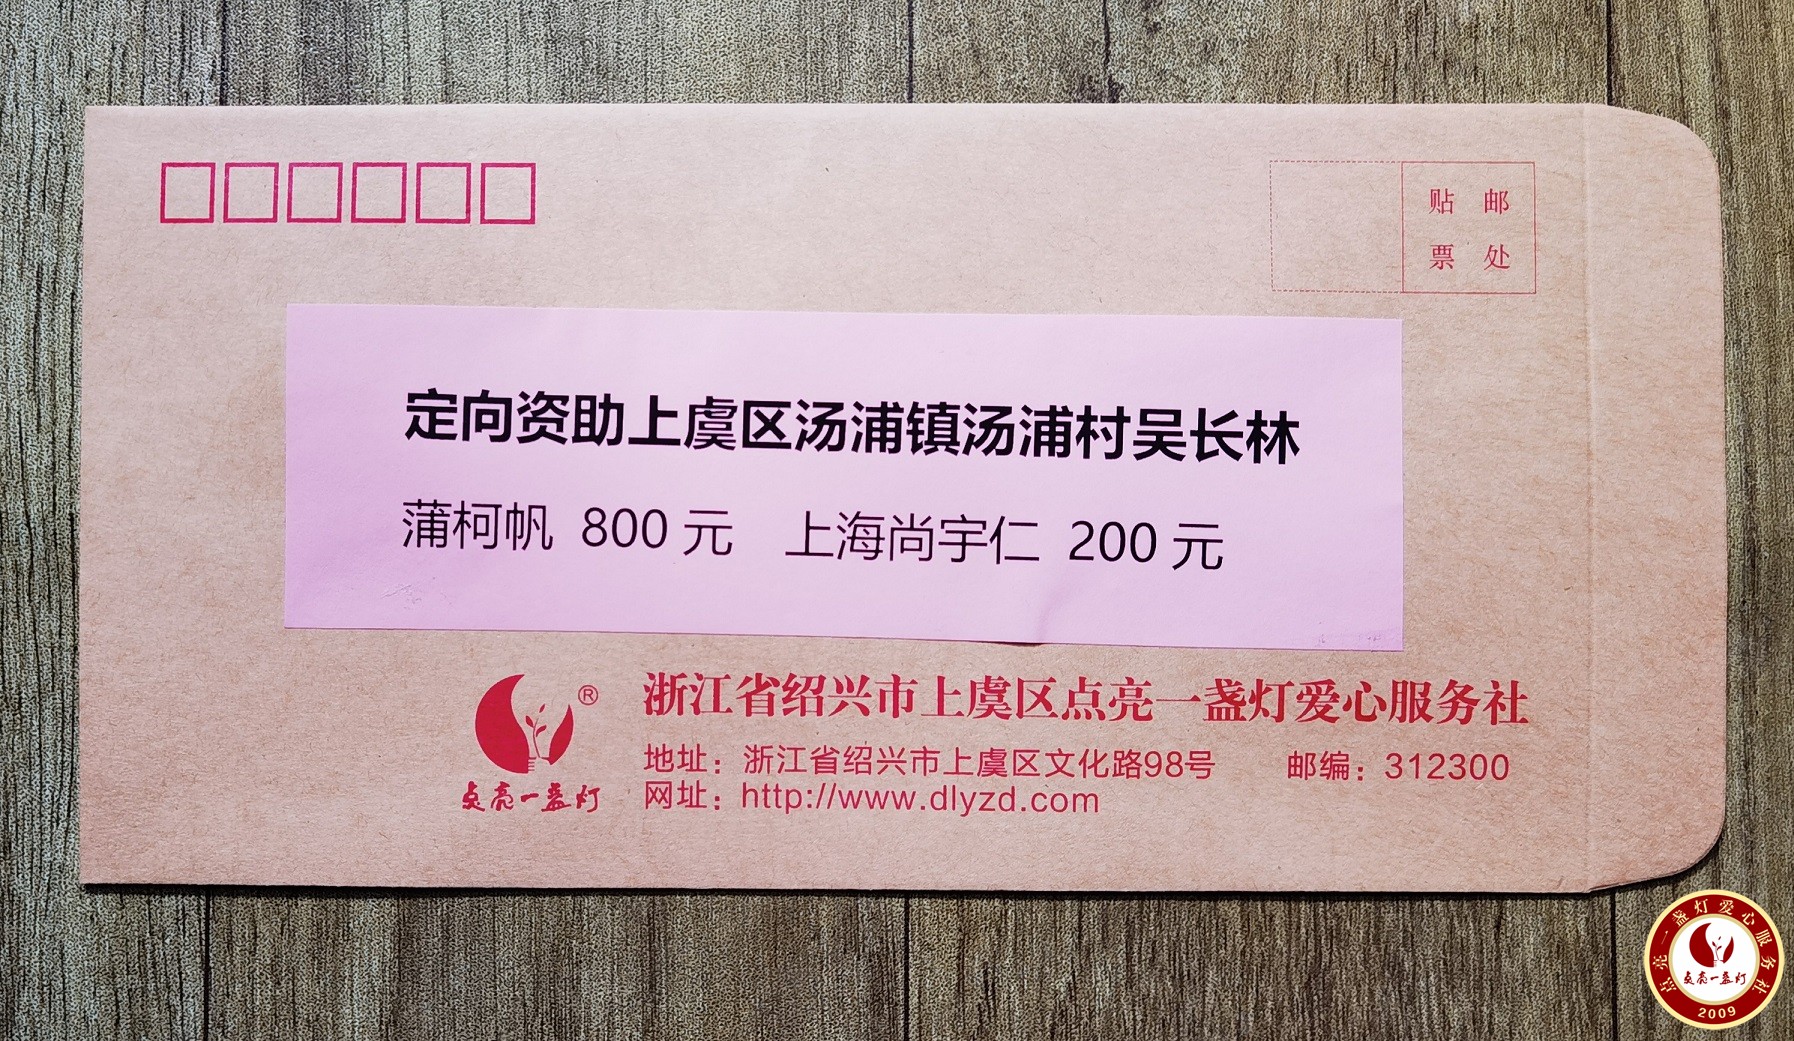 贴 邮
票 处
定向资助上虞区汤浦镇汤浦村吴长林
蒲柯帆 800 元 上海尚宇仁 200 元
®
浙江省绍兴市上虞区点亮一盏灯爱心服务社
地址：浙江省绍兴市上虞区文化路98号 邮编：312300
网址：http://www.dlyzd.com
点亮一盏灯
点亮一盏灯爱心服务社
点亮一盏灯
2009